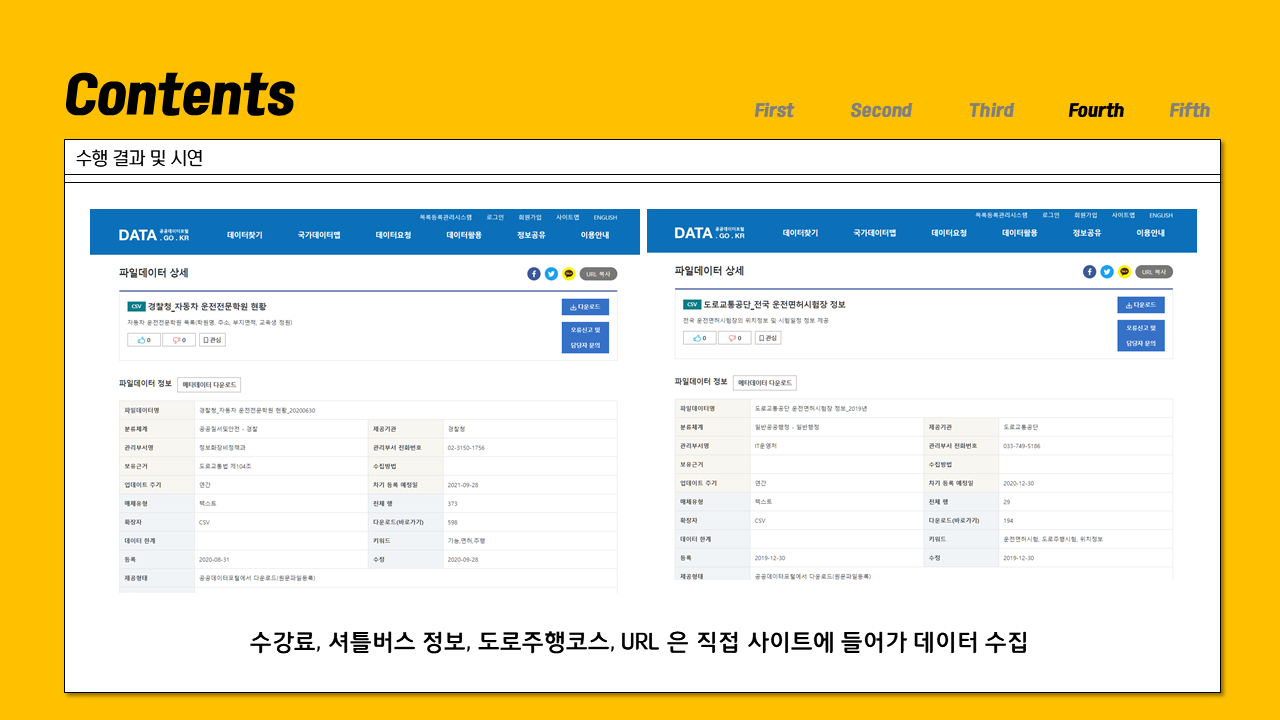 Contents
First Second Third Fourth Fifth
수행 결과 및 시연
목록등록관리시스템 로그인 회원가입 사이트맵 ENGLISH
DATA 공공데이터포털 .GO.KR 데이터찾기 국가데이터맵 데이터요청 데이터활용 정보공유 이용안내
파일데이터 상세 URL 복사
CSV 경찰청_자동차 운전전문학원 현황 다운로드
자동차 운전전문학원 목록(학원명, 주소, 부지면적, 교육생 정원) 오류신고 및 담당자 문의
0 0 관심
파일데이터 정보 메타데이터 다운로드
파일데이터명 경찰청_자동차 운전전문학원 현황_20200630
분류체계 공공질서및안전 - 경찰 제공기관 경찰청
관리부서명 정보화장비정책과 관리부서 전화번호 02-3150-1756
보유근거 도로교통법 제104조 수집방법
업데이트 주기 연간 차기 등록 예정일 2021-09-28
매체유형 텍스트 전체 행 373
확장자 CSV 다운로드(바로가기) 598
데이터 한계 키워드 기능,면허,주행
등록 2020-08-31 수정 2020-09-28
제공형태 공공데이터포털에서 다운로드(원문파일등록)
목록등록관리시스템 로그인 회원가입 사이트맵 ENGLISH
DATA 공공데이터포털 .GO.KR 데이터찾기 국가데이터맵 데이터요청 데이터활용 정보공유 이용안내
파일데이터 상세 URL 복사
CSV 도로교통공단_전국 운전면허시험장 정보 다운로드
전국 운전면허시험장의 위치정보 및 시험일정 정보 제공 오류신고 및 담당자 문의
0 0 관심
파일데이터 정보 메타데이터 다운로드
파일데이터명 도로교통공단 운전면허시험장 정보_2019년
분류체계 일반공공행정 - 일반행정 제공기관 도로교통공단
관리부서명 IT운영처 관리부서 전화번호 033-749-5186
보유근거 수집방법
업데이트 주기 연간 차기 등록 예정일 2020-12-30
매체유형 텍스트 전체 행 29
확장자 CSV 다운로드(바로가기) 194
데이터 한계 키워드 운전면허시험, 도로주행시험, 위치정보
등록 2019-12-30 수정 2019-12-30
제공형태 공공데이터포털에서 다운로드(원문파일등록)
수강료, 셔틀버스 정보, 도로주행코스, URL 은 직접 사이트에 들어가 데이터 수집